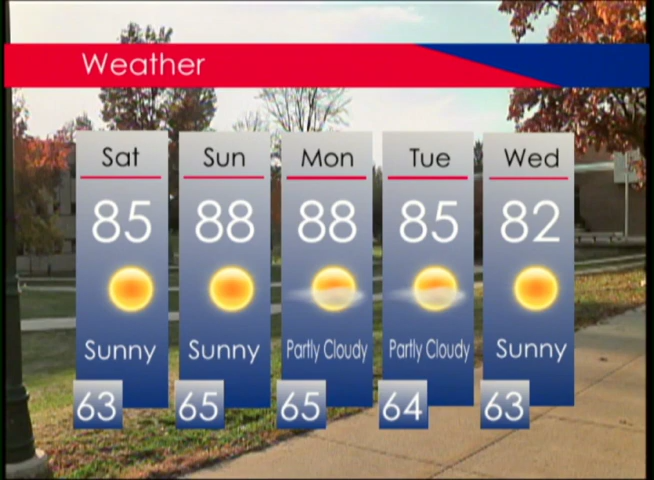 Weather
Sat Sun Mon Tue Wed
85 88 88 85 82
Sunny Sunny Partly Cloudy Partly Cloudy Sunny
63 65 65 64 63